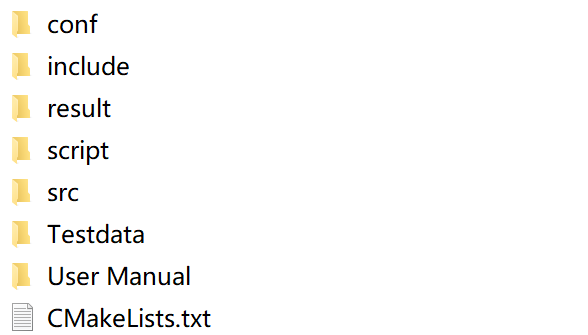 conf
include
result
script
src
Testdata
User Manual
CMakeLists.txt